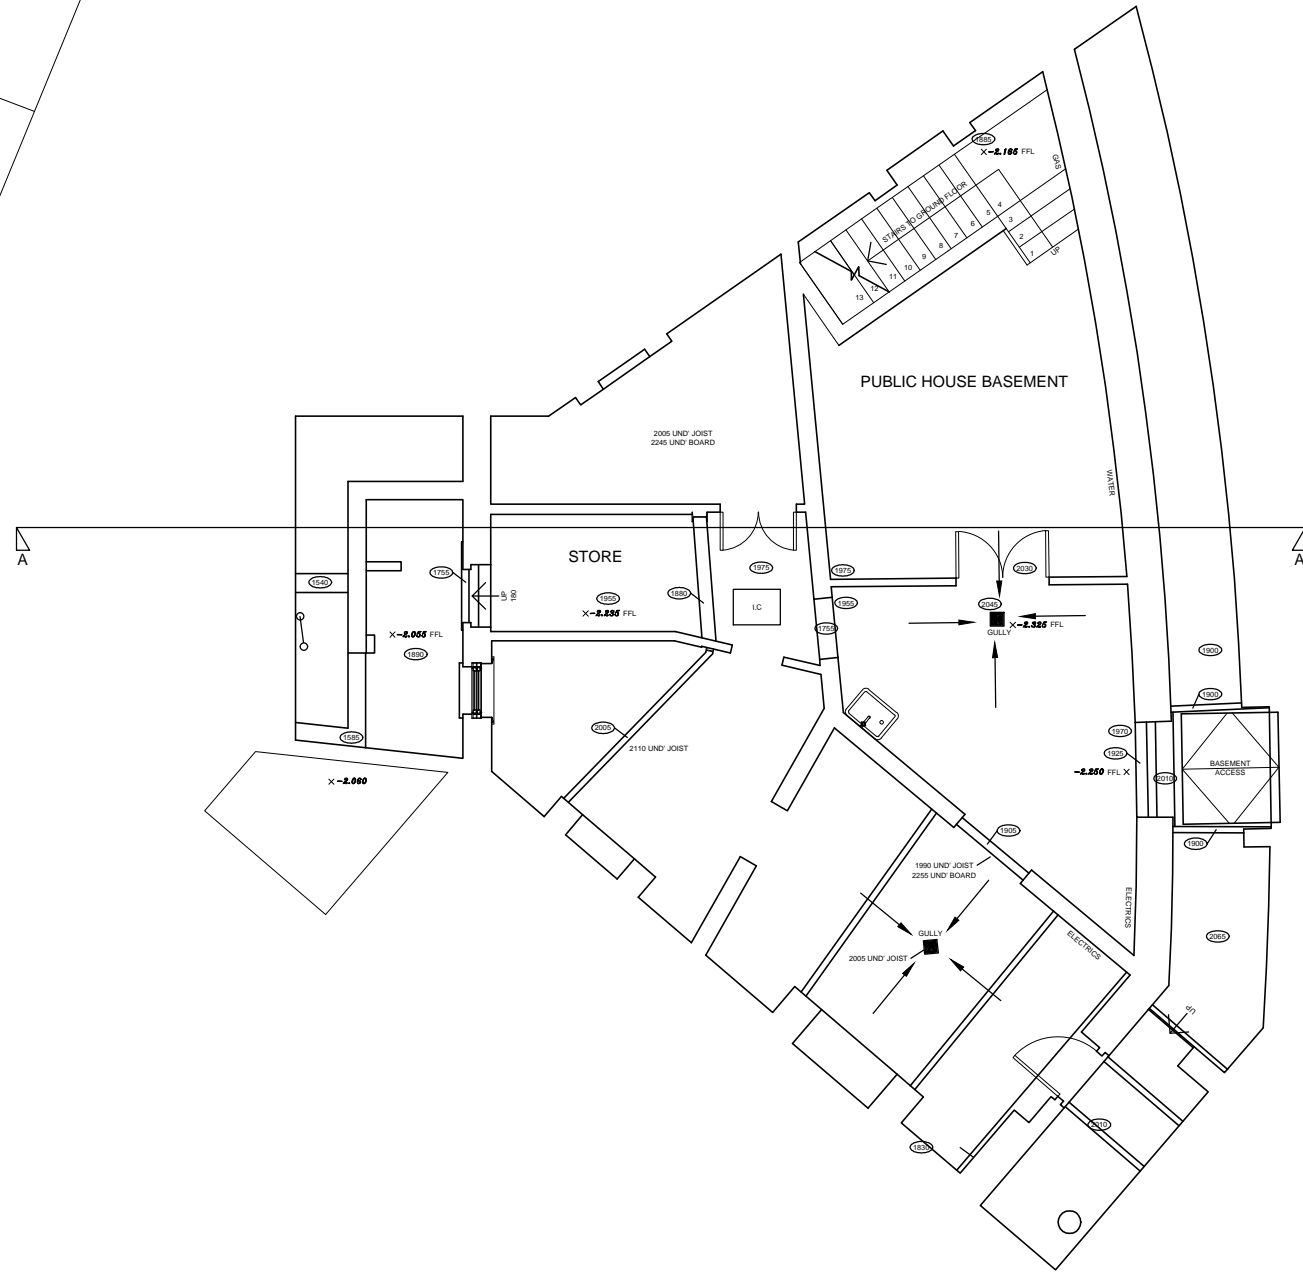 1885
-2.165 FFL
GAS
STAIRS TO GROUND FLOOR
4
5
3
6
2
7
1
UP
8
9
10
11
12
13
PUBLIC HOUSE BASEMENT
2005 UND' JOIST
2245 UND' BOARD
WATER
A
A
STORE
1975
1975
2030
1755
1540
UP
180
1955
1880
1955
2045
I.C
-2.235 FFL
-2.325 FFL
GULLY
1755
-2.055 FFL
1890
1900
1900
2005
1585
2110 UND' JOIST
1970
1925
-2.250 FFL
2010
BASEMENT
ACCESS
-2.060
1905
1900
1990 UND' JOIST
2255 UND' BOARD
ELECTRICS
GULLY
ELECTRICS
2065
2005 UND' JOIST
UP
2010
1830